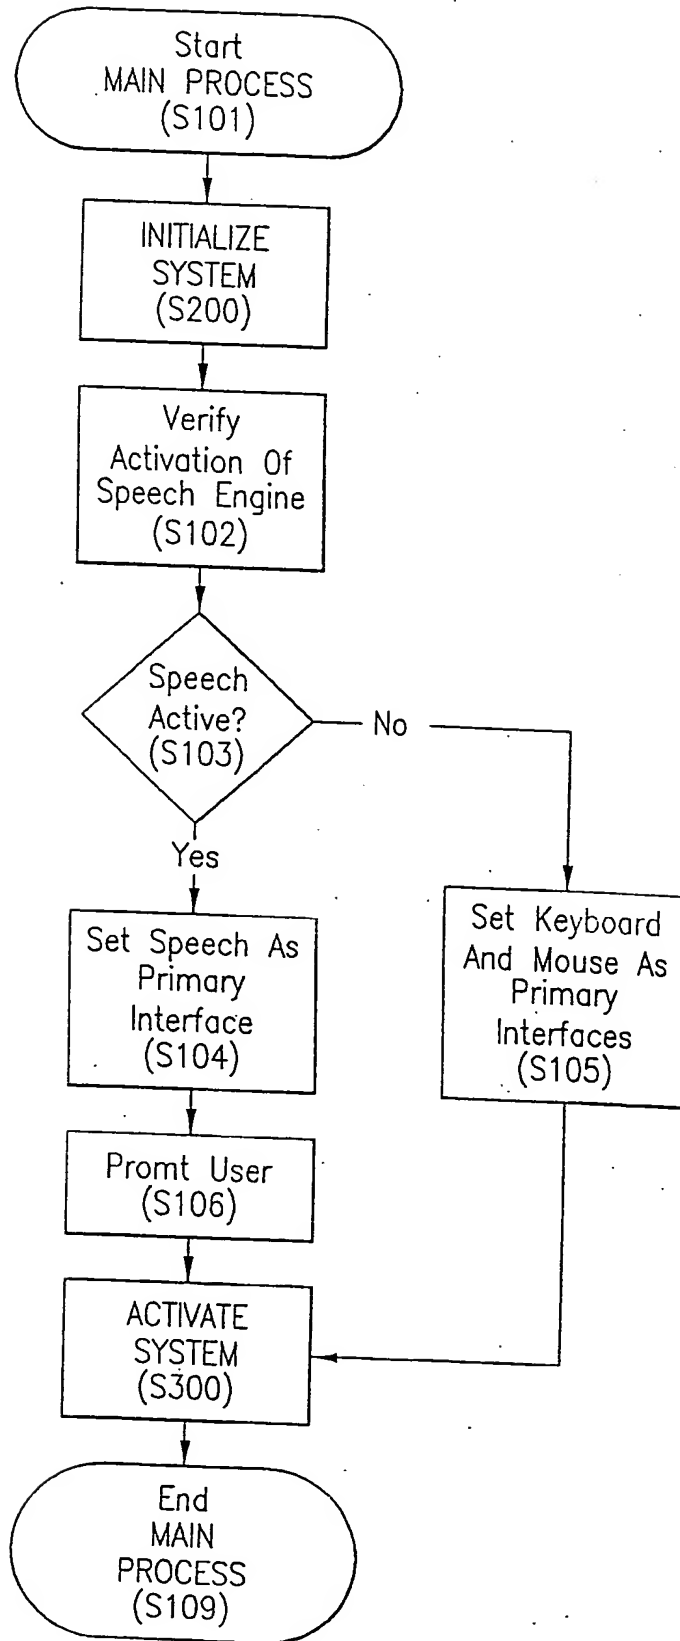 Start
MAIN PROCESS
(S101)
INITIALIZE
SYSTEM
(S200)
Verify
Activation Of
Speech Engine
(S102)
Speech
Active?
(S103)
No
Yes
Set Speech As
Primary
Interface
(S104)
Set Keyboard
And Mouse As
Primary
Interfaces
(S105)
Promt User
(S106)
ACTIVATE
SYSTEM
(S300)
End
MAIN
PROCESS
(S109)